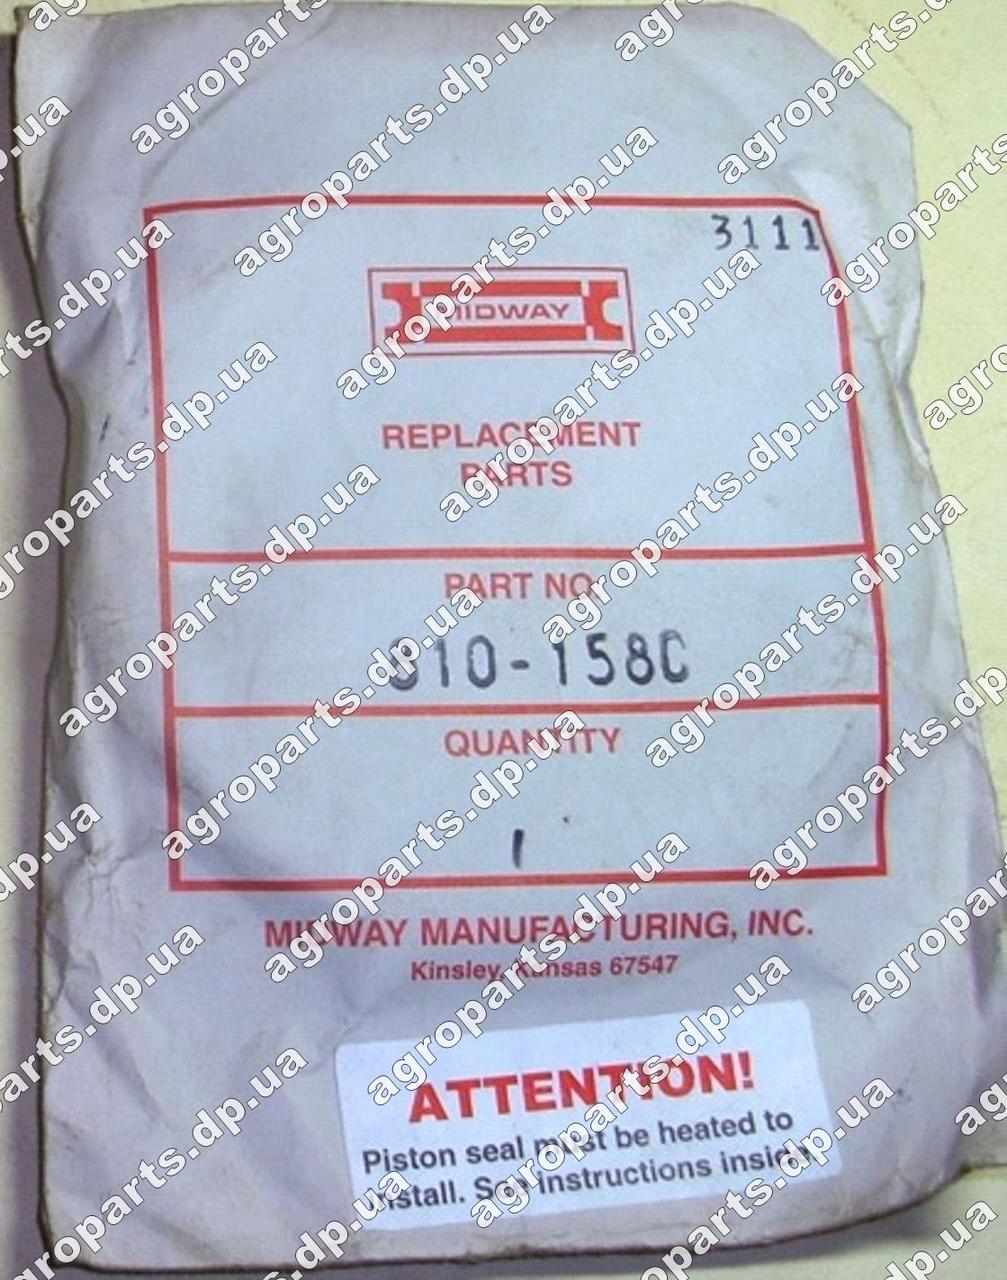 3111
MIDWAY
REPLACEMENT
PARTS
PART NO.
810-158C
QUANTITY
1
MIDWAY MANUFACTURING, INC.
Kinsley, Kansas 67547
ATTENTION!
Piston seal must be heated to
install. See instructions inside.
agroparts.dp.ua